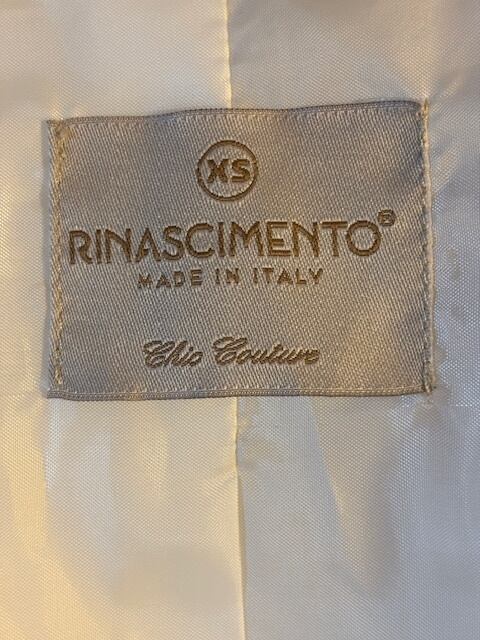 XS
RINASCIMENTO®
MADE IN ITALY
Chic Couture